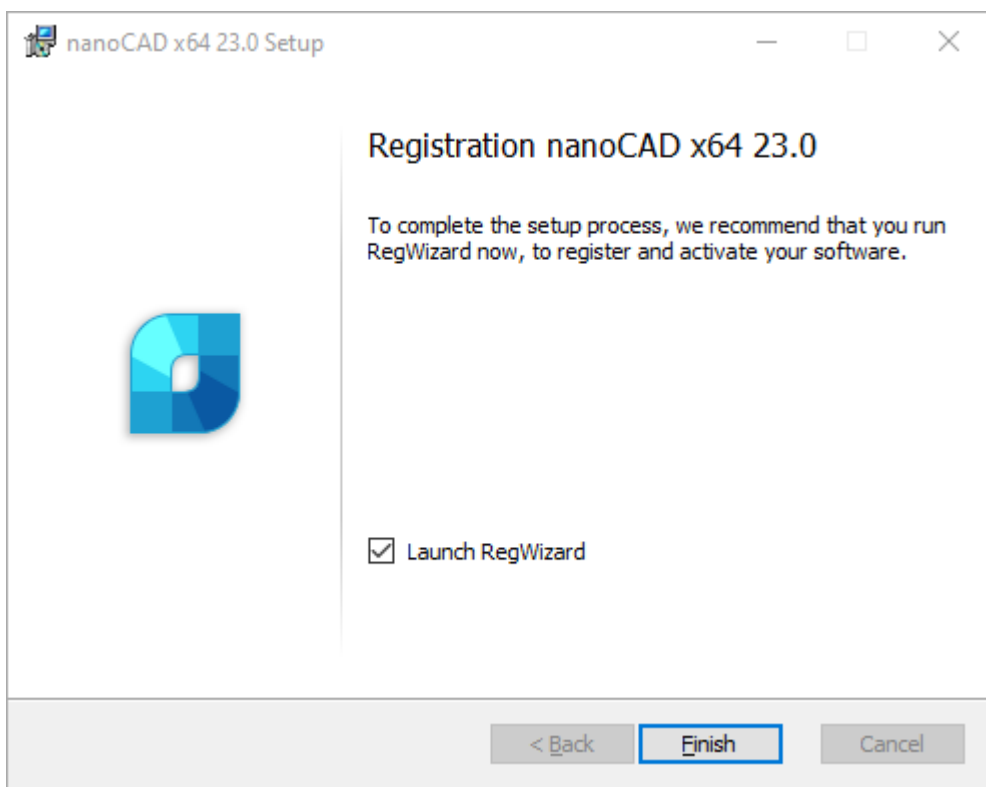 nanoCAD x64 23.0 Setup
Registration nanoCAD x64 23.0
To complete the setup process, we recommend that you run
RegWizard now, to register and activate your software.
Launch RegWizard
< Back Finish Cancel